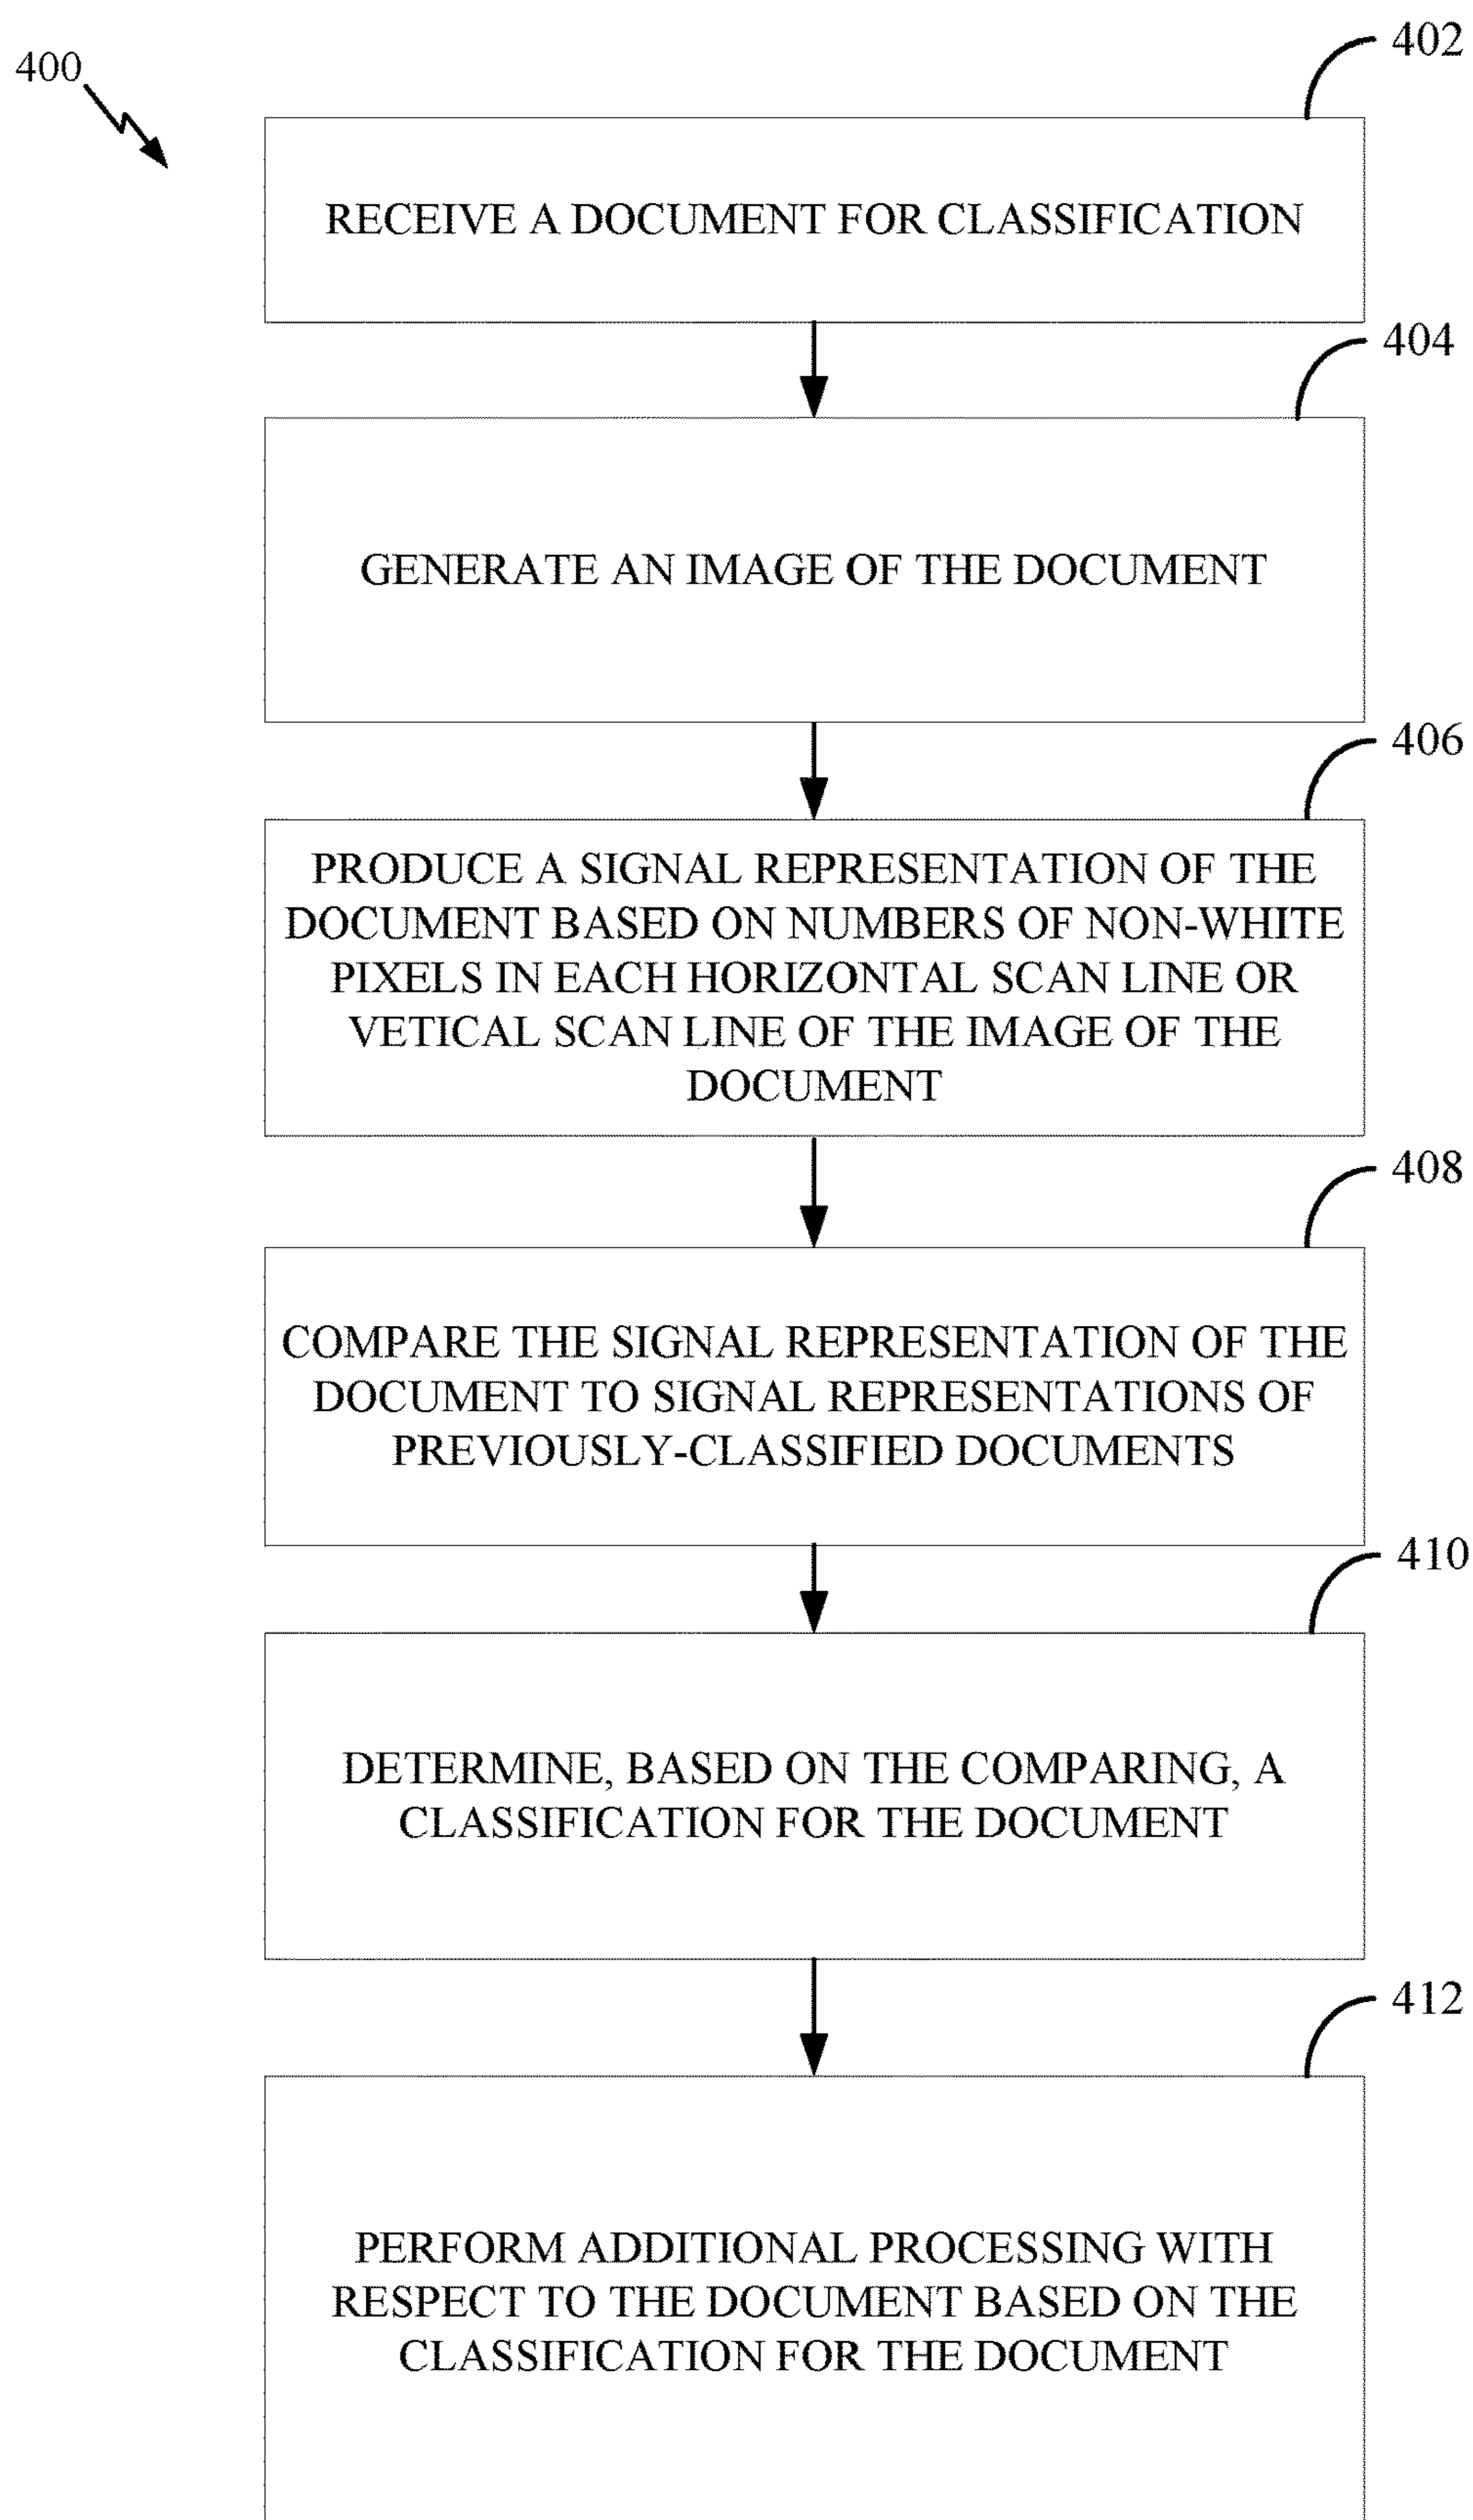 402
400
RECEIVE A DOCUMENT FOR CLASSIFICATION
404
GENERATE AN IMAGE OF THE DOCUMENT
406
PRODUCE A SIGNAL REPRESENTATION OF THE
DOCUMENT BASED ON NUMBERS OF NON-WHITE
PIXELS IN EACH HORIZONTAL SCAN LINE OR
VETICAL SCAN LINE OF THE IMAGE OF THE
DOCUMENT
408
COMPARE THE SIGNAL REPRESENTATION OF THE
DOCUMENT TO SIGNAL REPRESENTATIONS OF
PREVIOUSLY-CLASSIFIED DOCUMENTS
410
DETERMINE, BASED ON THE COMPARING, A
CLASSIFICATION FOR THE DOCUMENT
412
PERFORM ADDITIONAL PROCESSING WITH
RESPECT TO THE DOCUMENT BASED ON THE
CLASSIFICATION FOR THE DOCUMENT